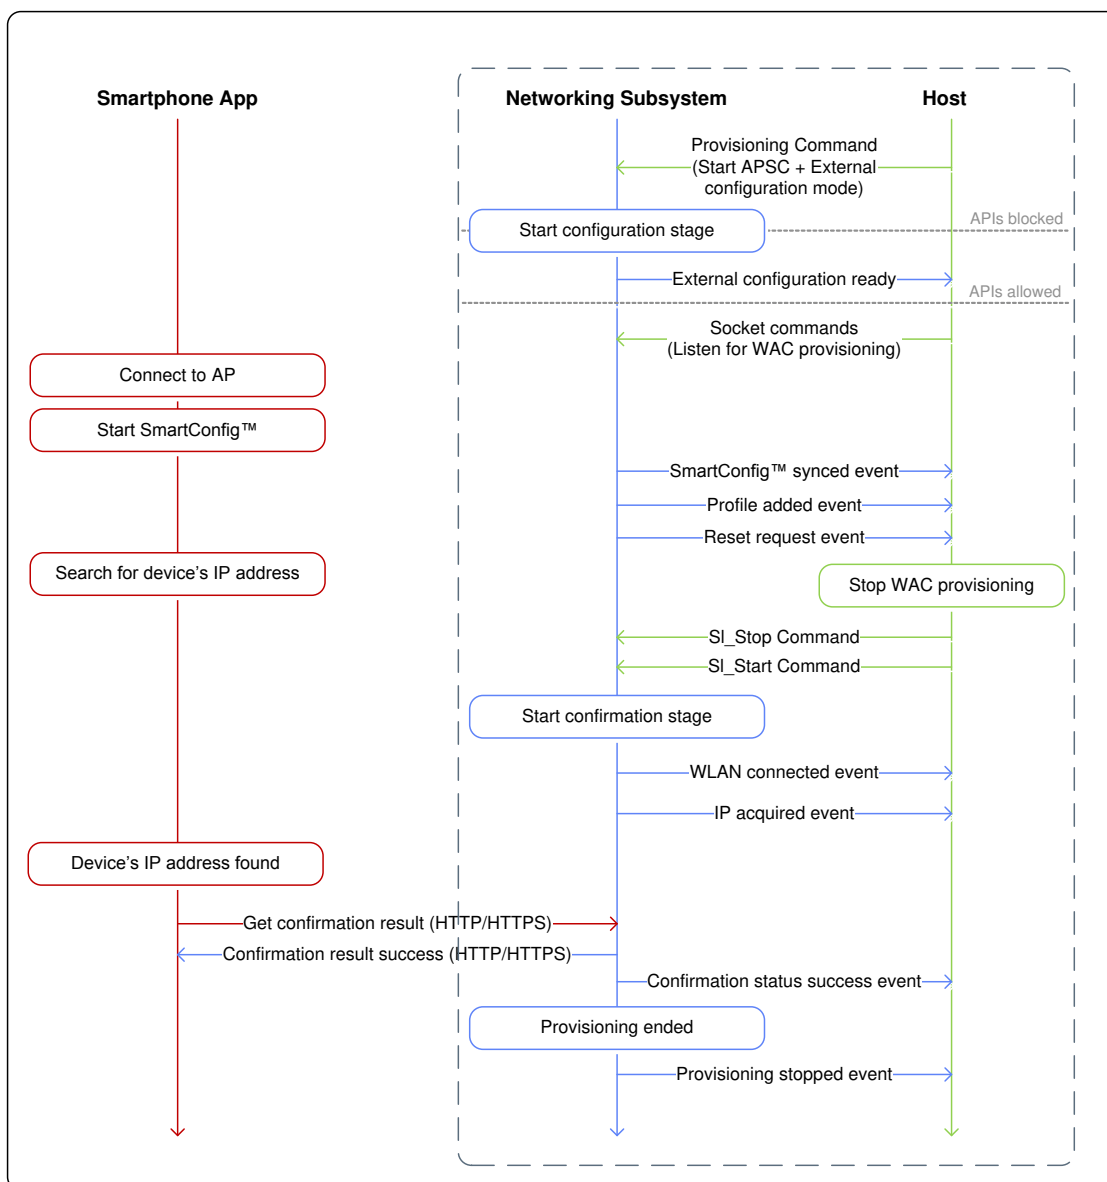 Smartphone App
Networking Subsystem
Host
Provisioning Command
(Start APSC + External
configuration mode)
APIs blocked
Start configuration stage
External configuration ready
APIs allowed
Socket commands
(Listen for WAC provisioning)
Connect to AP
Start SmartConfig™
SmartConfig™ synced event
Profile added event
Reset request event
Search for device’s IP address
Stop WAC provisioning
Sl_Stop Command
Sl_Start Command
Start confirmation stage
WLAN connected event
IP acquired event
Device’s IP address found
Get confirmation result (HTTP/HTTPS)
Confirmation result success (HTTP/HTTPS)
Confirmation status success event
Provisioning ended
Provisioning stopped event